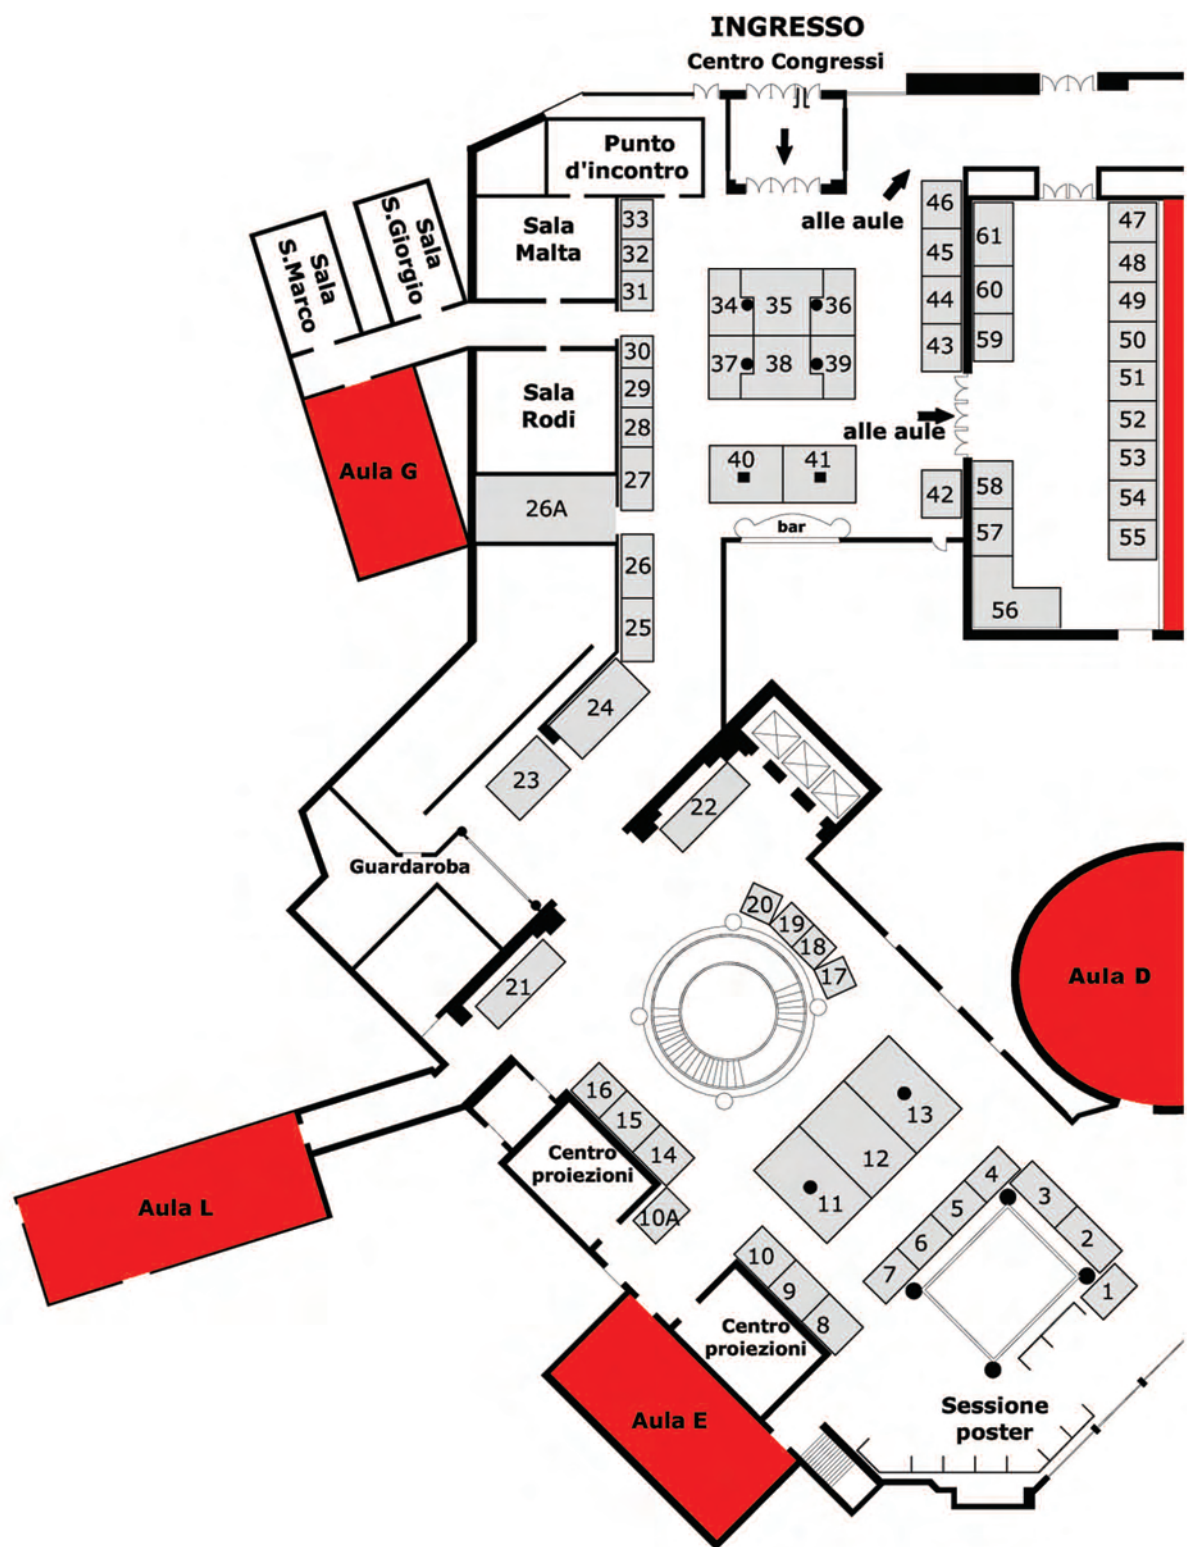 INGRESSO
Centro Congressi
Punto
d'incontro
alle aule
Sala
Malta
Sala
S.Giorgio
Sala
S.Marco
33
32
31
46
45
44
43
61
60
59
47
48
49
50
51
52
53
54
55
34
35
36
37
38
39
30
29
28
27
Sala
Rodi
alle aule
Aula G
40
41
42
58
57
56
26A
bar
26
25
24
23
22
Guardaroba
20
19
18
17
21
Aula D
16
15
14
13
12
11
Centro
proiezioni
10A
Aula L
4
3
5
2
6
7
1
10
9
8
Centro
proiezioni
Aula E
Sessione
poster